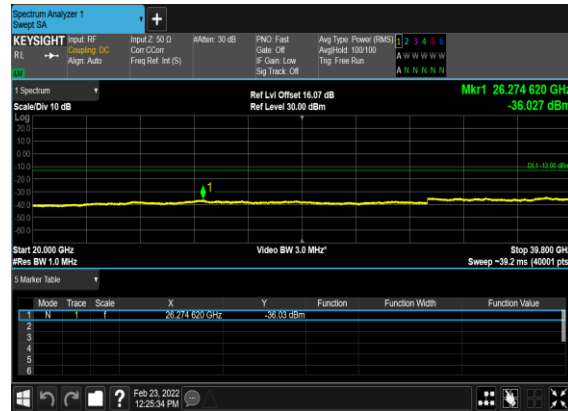 Spectrum Analyzer 1
Swept SA
KEYSIGHT Input: RF Input Z: 50 Ω #Atten: 30 dB PNO: Fast Avg Type: Power (RMS) 1 2 3 4 5 6
RL Coupling: DC Corr CCorr Gate: Off Avg|Hold: 100/100 A W W W W W
Align: Auto Freq Ref: Int (S) IF Gain: Low Trig: Free Run
Sig Track: Off A N N N N N
LW
1 Spectrum Ref Lvl Offset 16.07 dB Mkr1 26.274 620 GHz
Scale/Div 10 dB Ref Level 30.00 dBm -36.027 dBm
Log
20.0
10.0
0.00
-10.0 DL1 -13.00 dBm
-20.0
-30.0 1
-40.0
-50.0
-60.0
Start 20.000 GHz Video BW 3.0 MHz* Stop 39.800 GHz
#Res BW 1.0 MHz Sweep ~39.2 ms (40001 pts)
5 Marker Table
Mode Trace Scale X Y Function Function Width Function Value
1 N 1 f 26.274 620 GHz -36.03 dBm
2
3
4
5
6
? Feb 23, 2022
12:25:34 PM